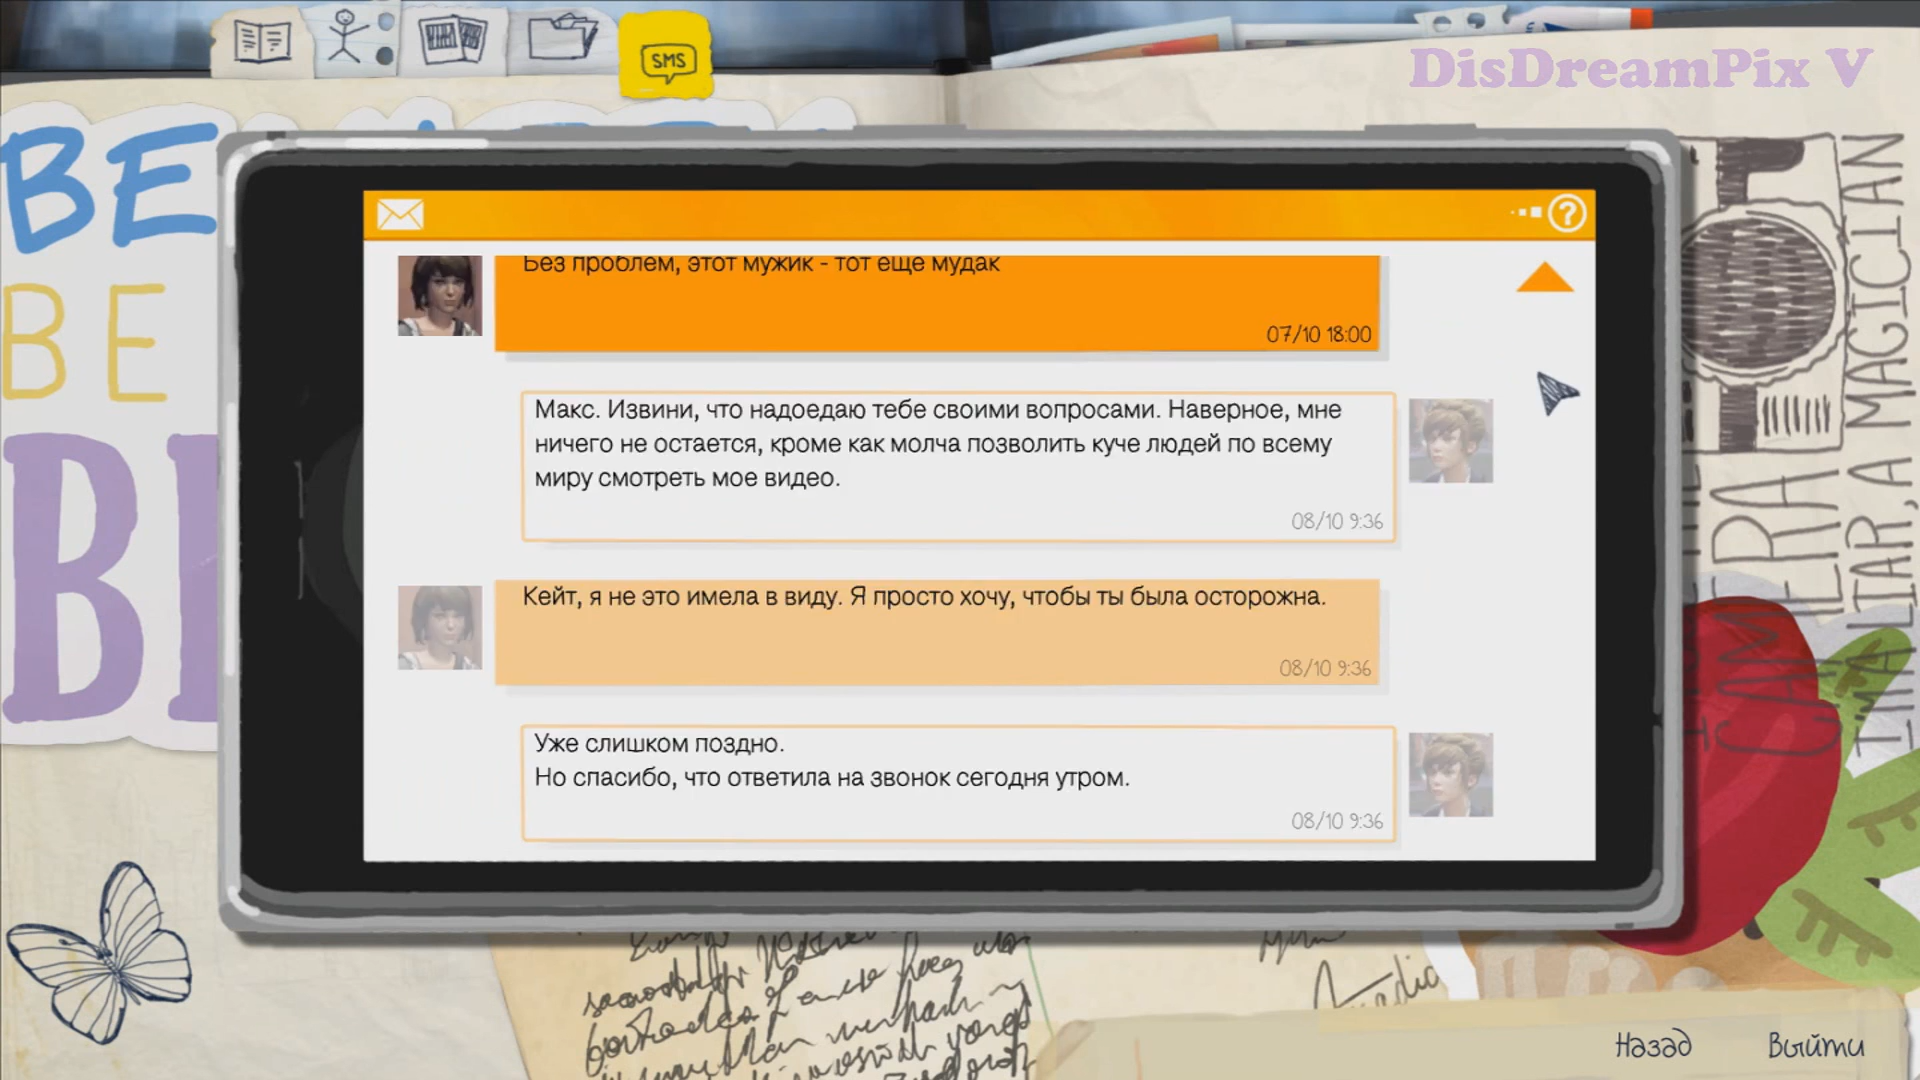 SMS
DisDreamPix V
BE
BE
Без проблем, этот мужик - тот еще мудак
07/10 18:00
Макс. Извини, что надоедаю тебе своими вопросами. Наверное, мне
ничего не остается, кроме как молча позволить куче людей по всему
миру смотреть мое видео.
08/10 9:36
Кейт, я не это имела в виду. Я просто хочу, чтобы ты была осторожна.
08/10 9:36
Уже слишком поздно.
Но спасибо, что ответила на звонок сегодня утром.
08/10 9:36
CAMERA
LIAR, A MAGICIAN
Назад
Выйти